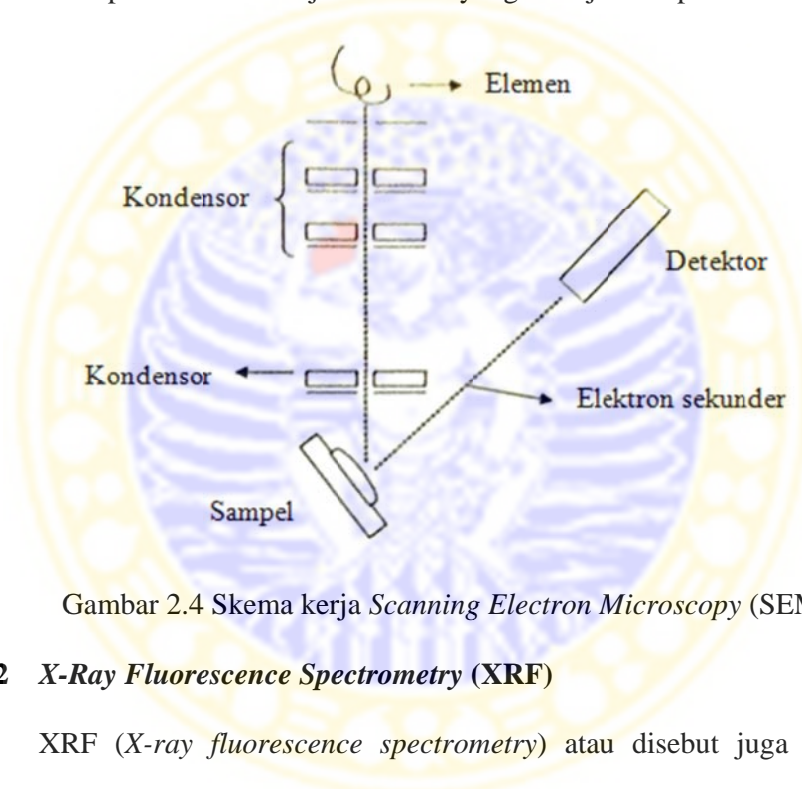 Elemen
Kondensor
Detektor
Kondensor
Elektron sekunder
Sampel
Gambar 2.4 Skema kerja Scanning Electron Microscopy (SEM
2 X-Ray Fluorescence Spectrometry (XRF)
XRF (X-ray fluorescence spectrometry) atau disebut juga